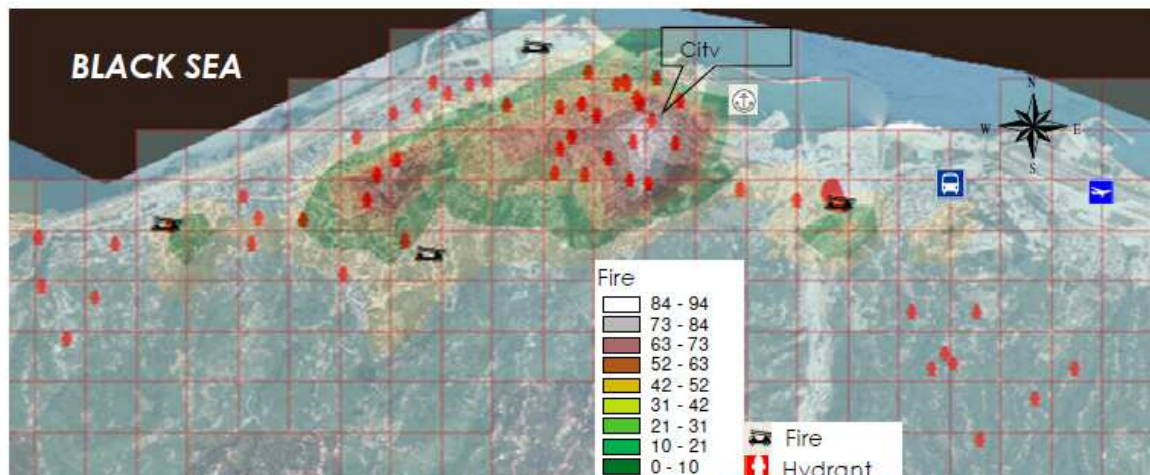 BLACK SEA
City
N
W E
S
Fire
84 - 94
73 - 84
63 - 73
52 - 63
42 - 52
31 - 42
21 - 31
10 - 21
0 - 10
Fire
Hydrant